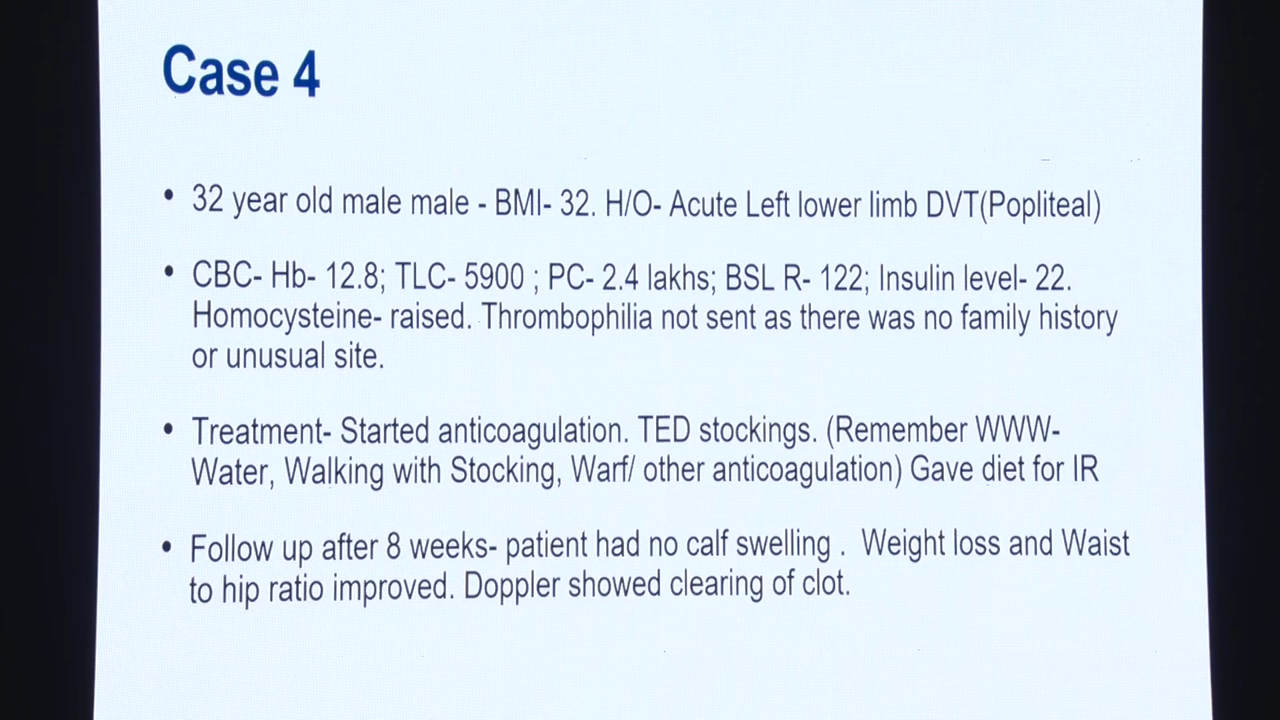 Case 4
• 32 year old male male - BMI- 32. H/O- Acute Left lower limb DVT(Popliteal)
• CBC- Hb- 12.8; TLC- 5900 ; PC- 2.4 lakhs; BSL R- 122; Insulin level- 22.
Homocysteine- raised. Thrombophilia not sent as there was no family history
or unusual site.
• Treatment- Started anticoagulation. TED stockings. (Remember WWW-
Water, Walking with Stocking, Warf/ other anticoagulation) Gave diet for IR
• Follow up after 8 weeks- patient had no calf swelling .  Weight loss and Waist
to hip ratio improved. Doppler showed clearing of clot.